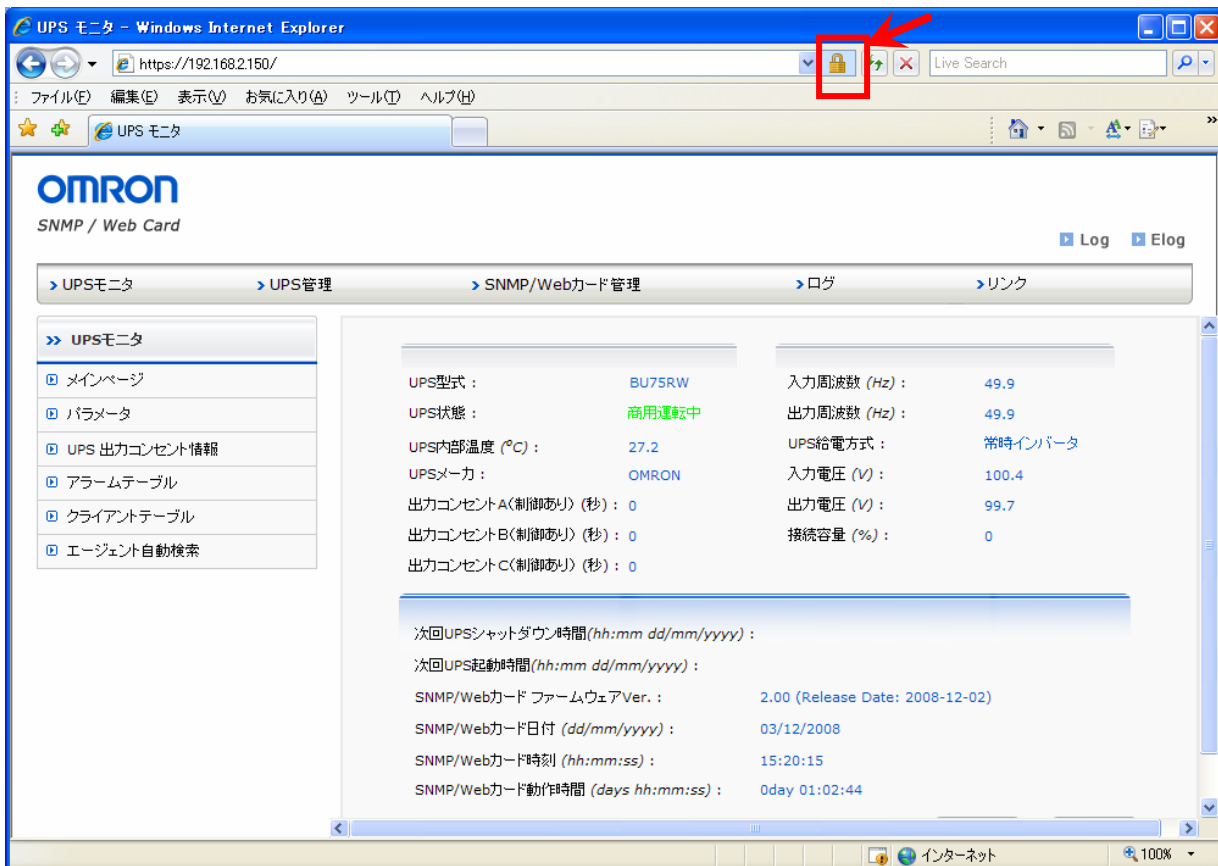 UPS モニタ - Windows Internet Explorer
https://192.168.2.150/
Live Search
ファイル(F) 編集(E) 表示(V) お気に入り(A) ツール(T) ヘルプ(H)
UPS モニタ
OMRON
SNMP / Web Card
Log Elog
UPSモニタ UPS管理 SNMP/Webカード管理 ログ リンク
UPSモニタ
メインページ
パラメータ
UPS 出力コンセント情報
アラームテーブル
クライアントテーブル
エージェント自動検索
UPS型式 : BU75RW
UPS状態 : 商用運転中
UPS内部温度 (ºC) : 27.2
UPSメーカ : OMRON
出力コンセントA(制御あり) (秒) : 0
出力コンセントB(制御あり) (秒) : 0
出力コンセントC(制御あり) (秒) : 0
入力周波数 (Hz) : 49.9
出力周波数 (Hz) : 49.9
UPS給電方式 : 常時インバータ
入力電圧 (V) : 100.4
出力電圧 (V) : 99.7
接続容量 (%) : 0
次回UPSシャットダウン時間(hh:mm dd/mm/yyyy) :
次回UPS起動時間(hh:mm dd/mm/yyyy) :
SNMP/Webカード ファームウェアVer. : 2.00 (Release Date: 2008-12-02)
SNMP/Webカード日付 (dd/mm/yyyy) : 03/12/2008
SNMP/Webカード時刻 (hh:mm:ss) : 15:20:15
SNMP/Webカード動作時間 (days hh:mm:ss) : 0day 01:02:44
インターネット 100%